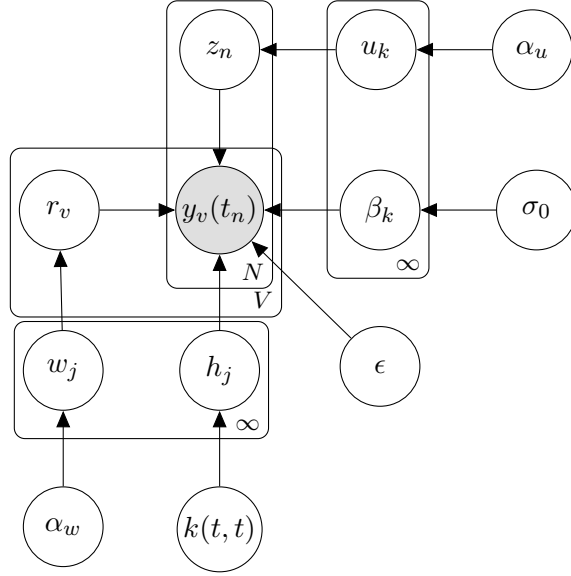 z_n u_k α_u
r_v y_v(t_n) β_k σ_0
∞
N
V
w_j h_j ϵ
∞
α_w k(t, t)